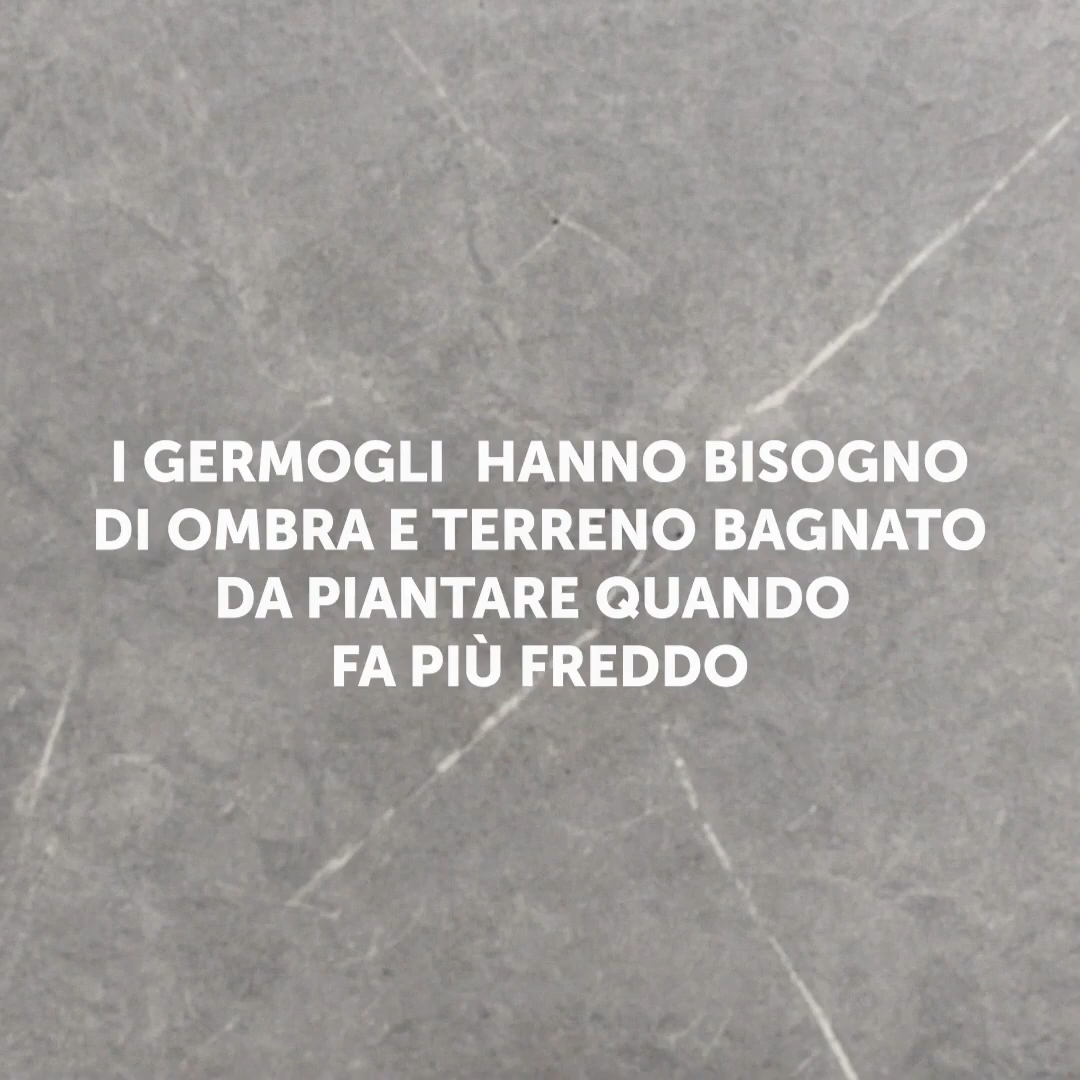 I GERMOGLI  HANNO BISOGNO
DI OMBRA E TERRENO BAGNATO
DA PIANTARE QUANDO
FA PIÙ FREDDO